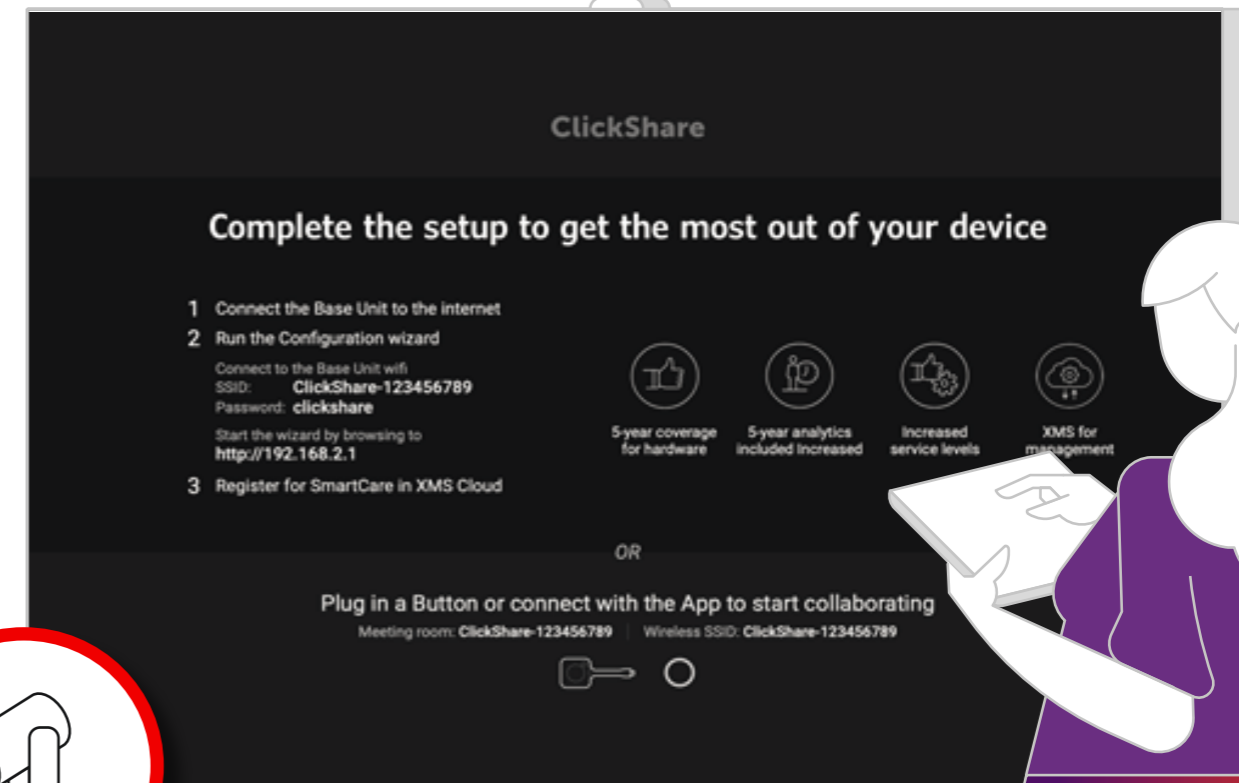 ClickShare
Complete the setup to get the most out of your device
1 Connect the Base Unit to the internet
2 Run the Configuration wizard
Connect to the Base Unit wifi
SSID: ClickShare-123456789
Password: clickshare
Start the wizard by browsing to
http://192.168.2.1
3 Register for SmartCare in XMS Cloud
5-year coverage
for hardware
5-year analytics
included Increased
Increased
service levels
XMS for
management
OR
Plug in a Button or connect with the App to start collaborating
Meeting room: ClickShare-123456789 | Wireless SSID: ClickShare-123456789